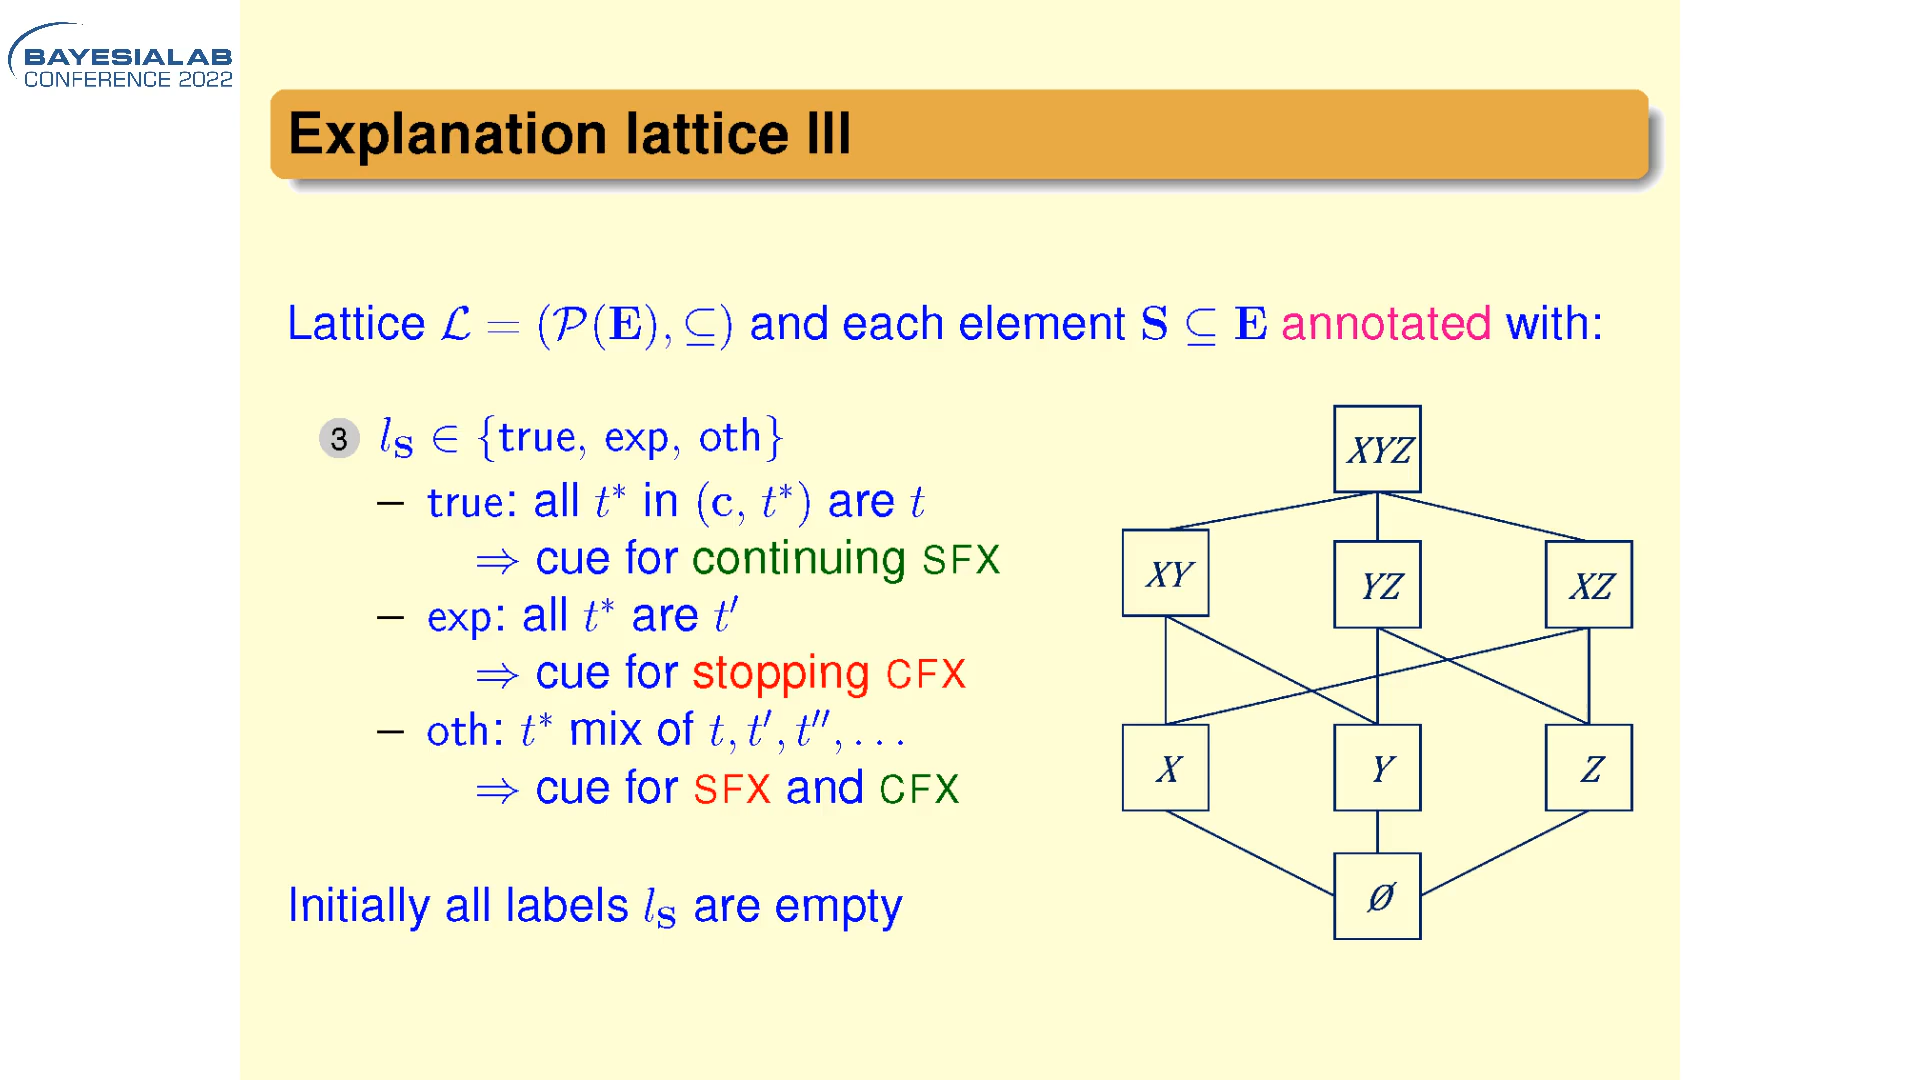 BAYESIALAB
CONFERENCE 2022
Explanation lattice III
Lattice ℒ = (𝒫(E), ⊆) and each element S ⊆ E annotated with:
3 l_S ∈ {true, exp, oth}
– true: all t* in (c, t*) are t
⇒ cue for continuing SFX
– exp: all t* are t′
⇒ cue for stopping CFX
– oth: t* mix of t, t′, t′′, . . .
⇒ cue for SFX and CFX
Initially all labels l_S are empty
XYZ
XY
YZ
XZ
X
Y
Z
Ø